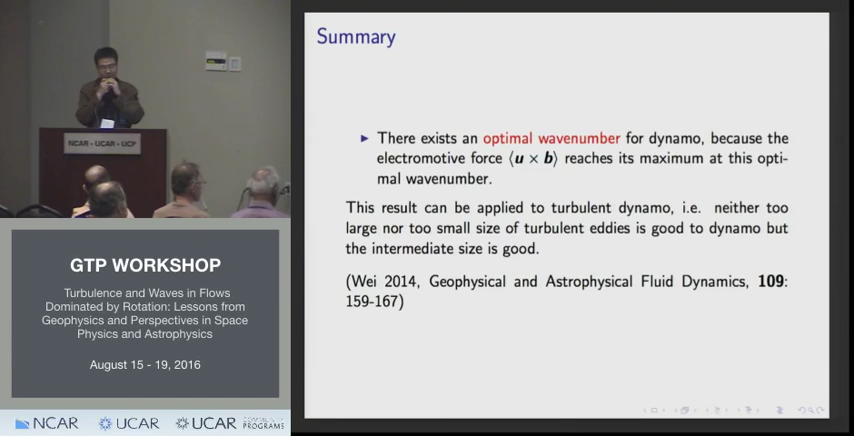 NCAR - UCAR - UCP
GTP WORKSHOP
Turbulence and Waves in Flows
Dominated by Rotation: Lessons from
Geophysics and Perspectives in Space
Physics and Astrophysics
August 15 - 19, 2016
NCAR
UCAR
UCAR
PROGRAMS
Summary
There exists an optimal wavenumber for dynamo, because the
electromotive force ⟨u × b⟩ reaches its maximum at this opti-
mal wavenumber.
This result can be applied to turbulent dynamo, i.e. neither too
large nor too small size of turbulent eddies is good to dynamo but
the intermediate size is good.
(Wei 2014, Geophysical and Astrophysical Fluid Dynamics, 109:
159-167)